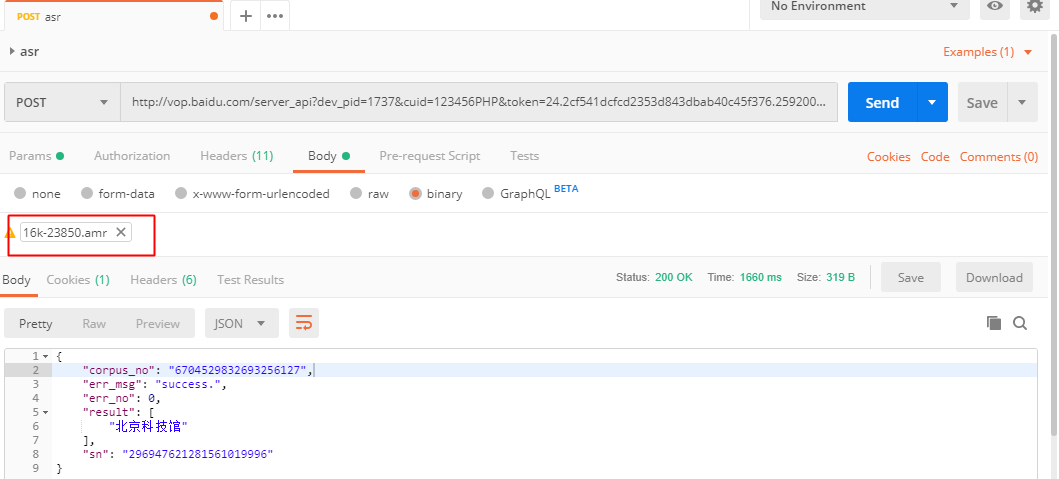 POST asr
No Environment
asr
Examples (1)
POST
http://vop.baidu.com/server_api?dev_pid=1737&cuid=123456PHP&token=24.2cf541dcfcd2353d843dbab40c45f376.259200...
Send
Save
Params
Authorization
Headers (11)
Body
Pre-request Script
Tests
Cookies
Code
Comments (0)
none
form-data
x-www-form-urlencoded
raw
binary
GraphQL BETA
16k-23850.amr
Body
Cookies (1)
Headers (6)
Test Results
Status: 200 OK
Time: 1660 ms
Size: 319 B
Save
Download
Pretty
Raw
Preview
JSON
1 {
2 "corpus_no": "6704529832693256127",
3 "err_msg": "success.",
4 "err_no": 0,
5 "result": [
6 "北京科技馆"
7 ],
8 "sn": "296947621281561019996"
9 }